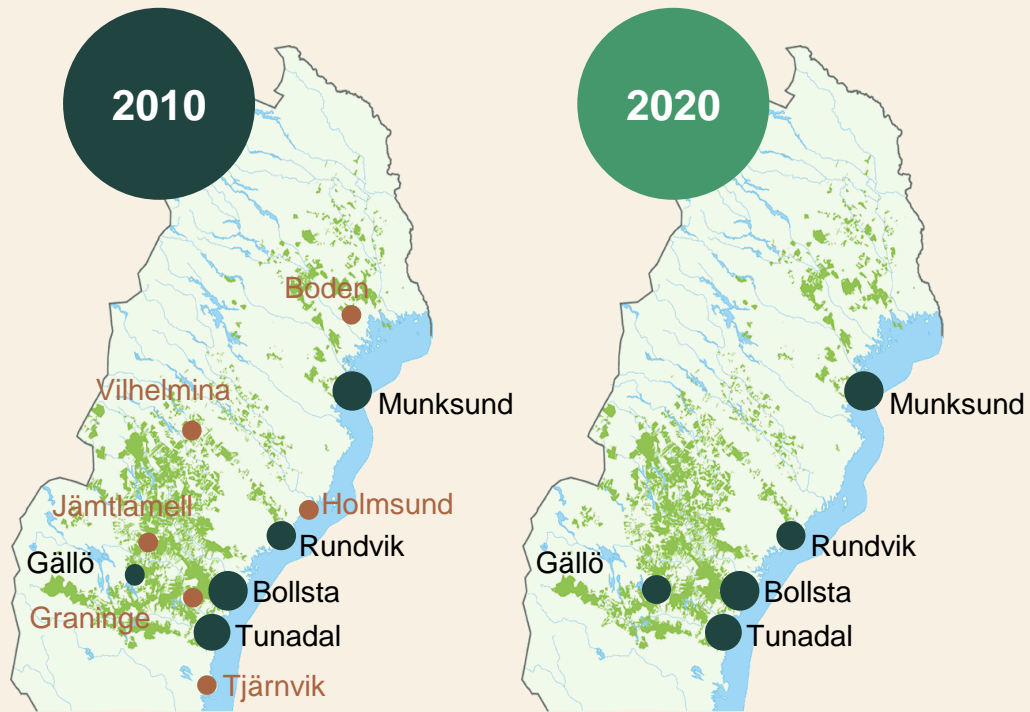 2010
Boden
Vilhelmina
Munksund
Jämtlamell
Holmsund
Rundvik
Gällö
Bollsta
Graninge
Tunadal
Tjärnvik
2020
Munksund
Rundvik
Gällö
Bollsta
Tunadal